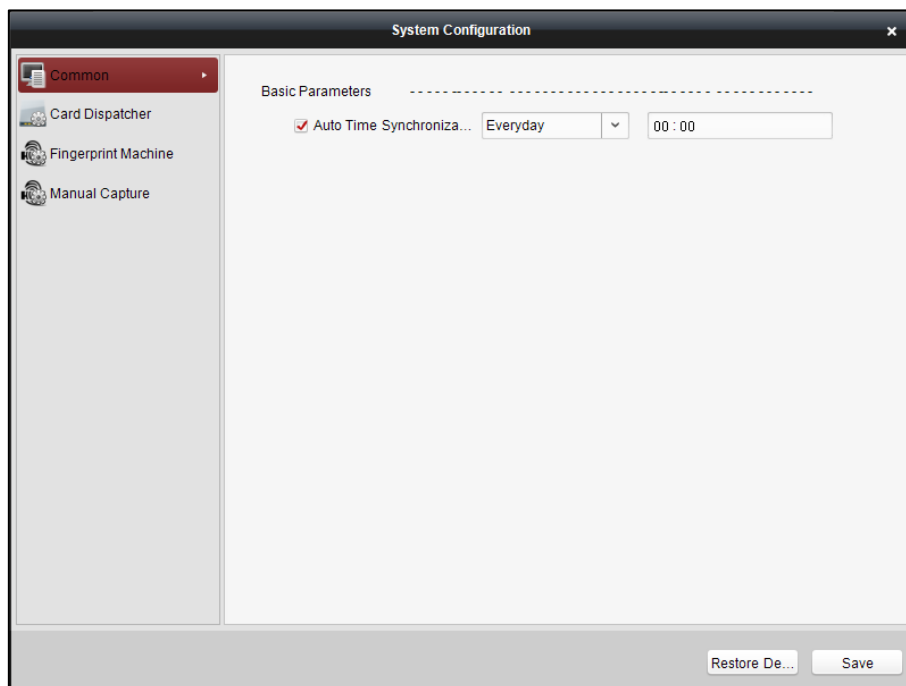 System Configuration
Common
Card Dispatcher
Fingerprint Machine
Manual Capture
Basic Parameters
Auto Time Synchroniza... Everyday 00 : 00
Restore De... Save